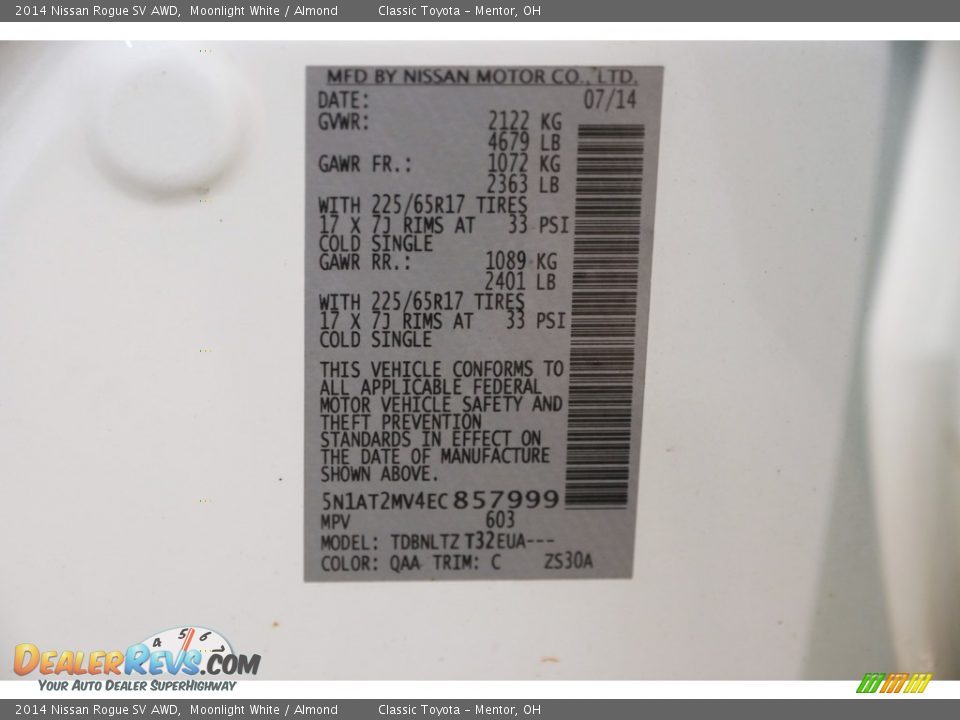 2014 Nissan Rogue SV AWD, Moonlight White / Almond Classic Toyota – Mentor, OH
MFD BY NISSAN MOTOR CO., LTD.
DATE: 07/14
GVWR: 2122 KG
4679 LB
GAWR FR.: 1072 KG
2363 LB
WITH 225/65R17 TIRES
17 X 7J RIMS AT 33 PSI
COLD SINGLE
GAWR RR.: 1089 KG
2401 LB
WITH 225/65R17 TIRES
17 X 7J RIMS AT 33 PSI
COLD SINGLE
THIS VEHICLE CONFORMS TO
ALL APPLICABLE FEDERAL
MOTOR VEHICLE SAFETY AND
THEFT PREVENTION
STANDARDS IN EFFECT ON
THE DATE OF MANUFACTURE
SHOWN ABOVE.
5N1AT2MV4EC857999
MPV 603
MODEL: TDBNLTZ T32EUA---
COLOR: QAA TRIM: C ZS30A
4 5 6
DEALERREVS.COM
YOUR AUTO DEALER SUPERHIGHWAY
2014 Nissan Rogue SV AWD, Moonlight White / Almond Classic Toyota – Mentor, OH